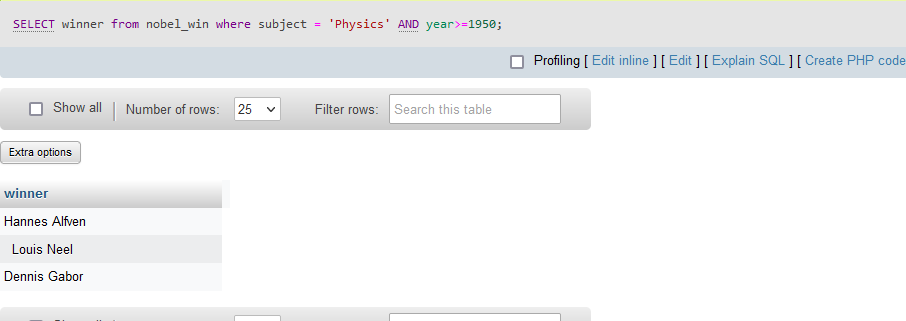 SELECT winner from nobel_win where subject = 'Physics' AND year>=1950;
Profiling [ Edit inline ] [ Edit ] [ Explain SQL ] [ Create PHP code
Show all Number of rows: 25 Filter rows: Search this table
Extra options
winner
Hannes Alfven
Louis Neel
Dennis Gabor